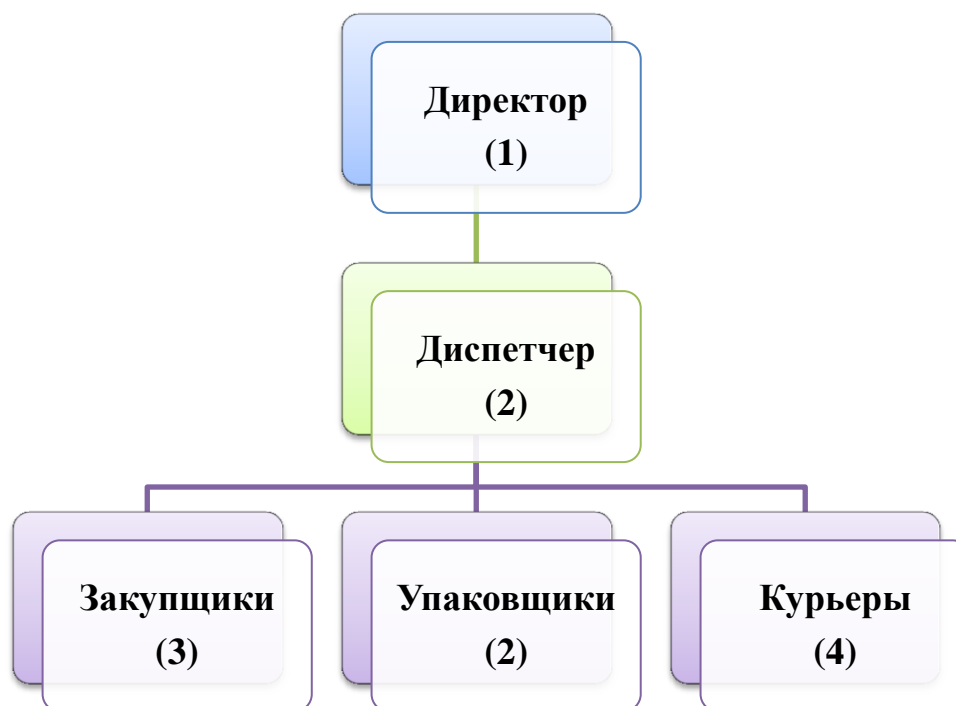 Директор
(1)
Диспетчер
(2)
Закупщики
(3)
Упаковщики
(2)
Курьеры
(4)